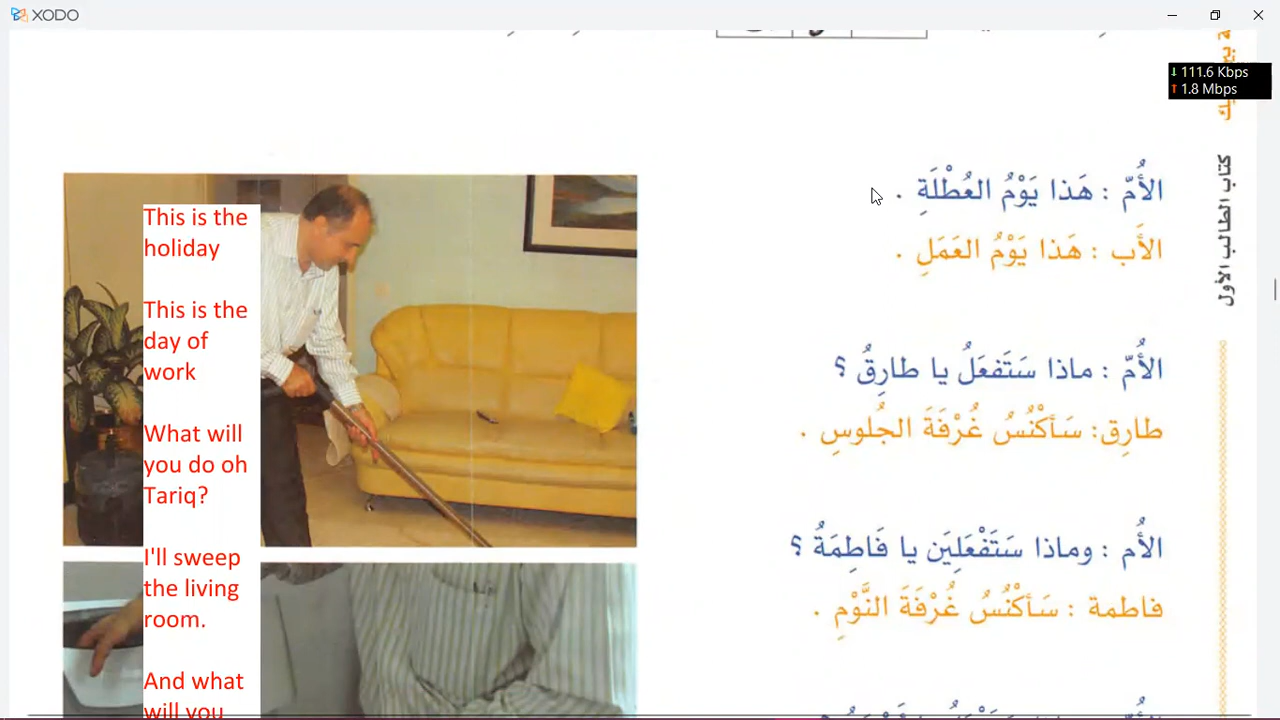 XODO
111.6 Kbps
1.8 Mbps
كتاب الطالب الأول
الأُمّ : هَذا يَوْمُ العُطْلَةِ .
الأَب : هَذا يَوْمُ العَمَلِ .
الأُمّ : ماذا سَتَفعَلُ يا طارِقُ ؟
طارِق: سَأكْنُسُ غُرْفَةَ الجُلوسِ .
الأُم : وماذا سَتَفْعَلِيَن يا فَاطِمَةُ ؟
فاطمة : سَأكْنُسُ غُرْفَةَ النَّوْمِ .
This is the
holiday
This is the
day of
work
What will
you do oh
Tariq?
I'll sweep
the living
room.
And what
will you